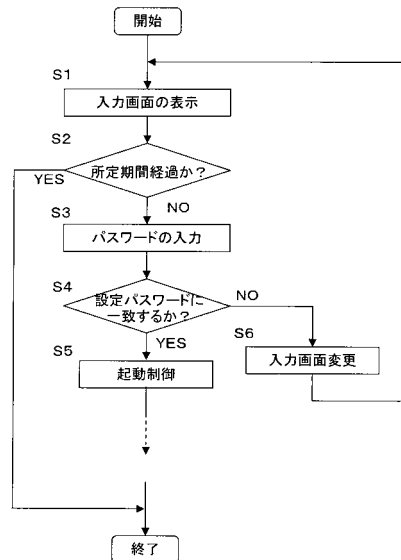 開始
S1
入力画面の表示
S2
所定期間経過か？
YES
NO
S3
パスワードの入力
S4
設定パスワードに
一致するか？
NO
YES
S5
起動制御
S6
入力画面変更
終了